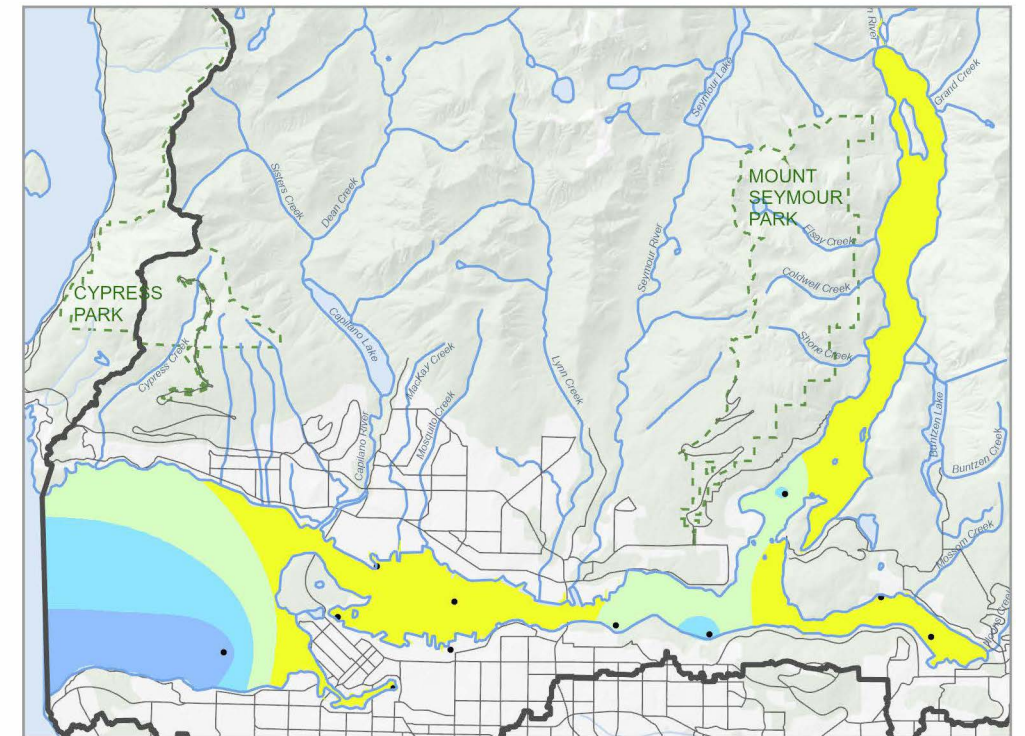 River
Grand Creek
Seymour Lake
MOUNT
SEYMOUR
PARK
Sisters Creek
Dean Creek
Elsay Creek
Seymour River
Coldwell Creek
CYPRESS
PARK
Capilano Lake
Shone Creek
Cypress Creek
MacKay Creek
Lynn Creek
Mosquito Creek
Buntzen Lake
Capilano River
Buntzen Creek
Mossom Creek